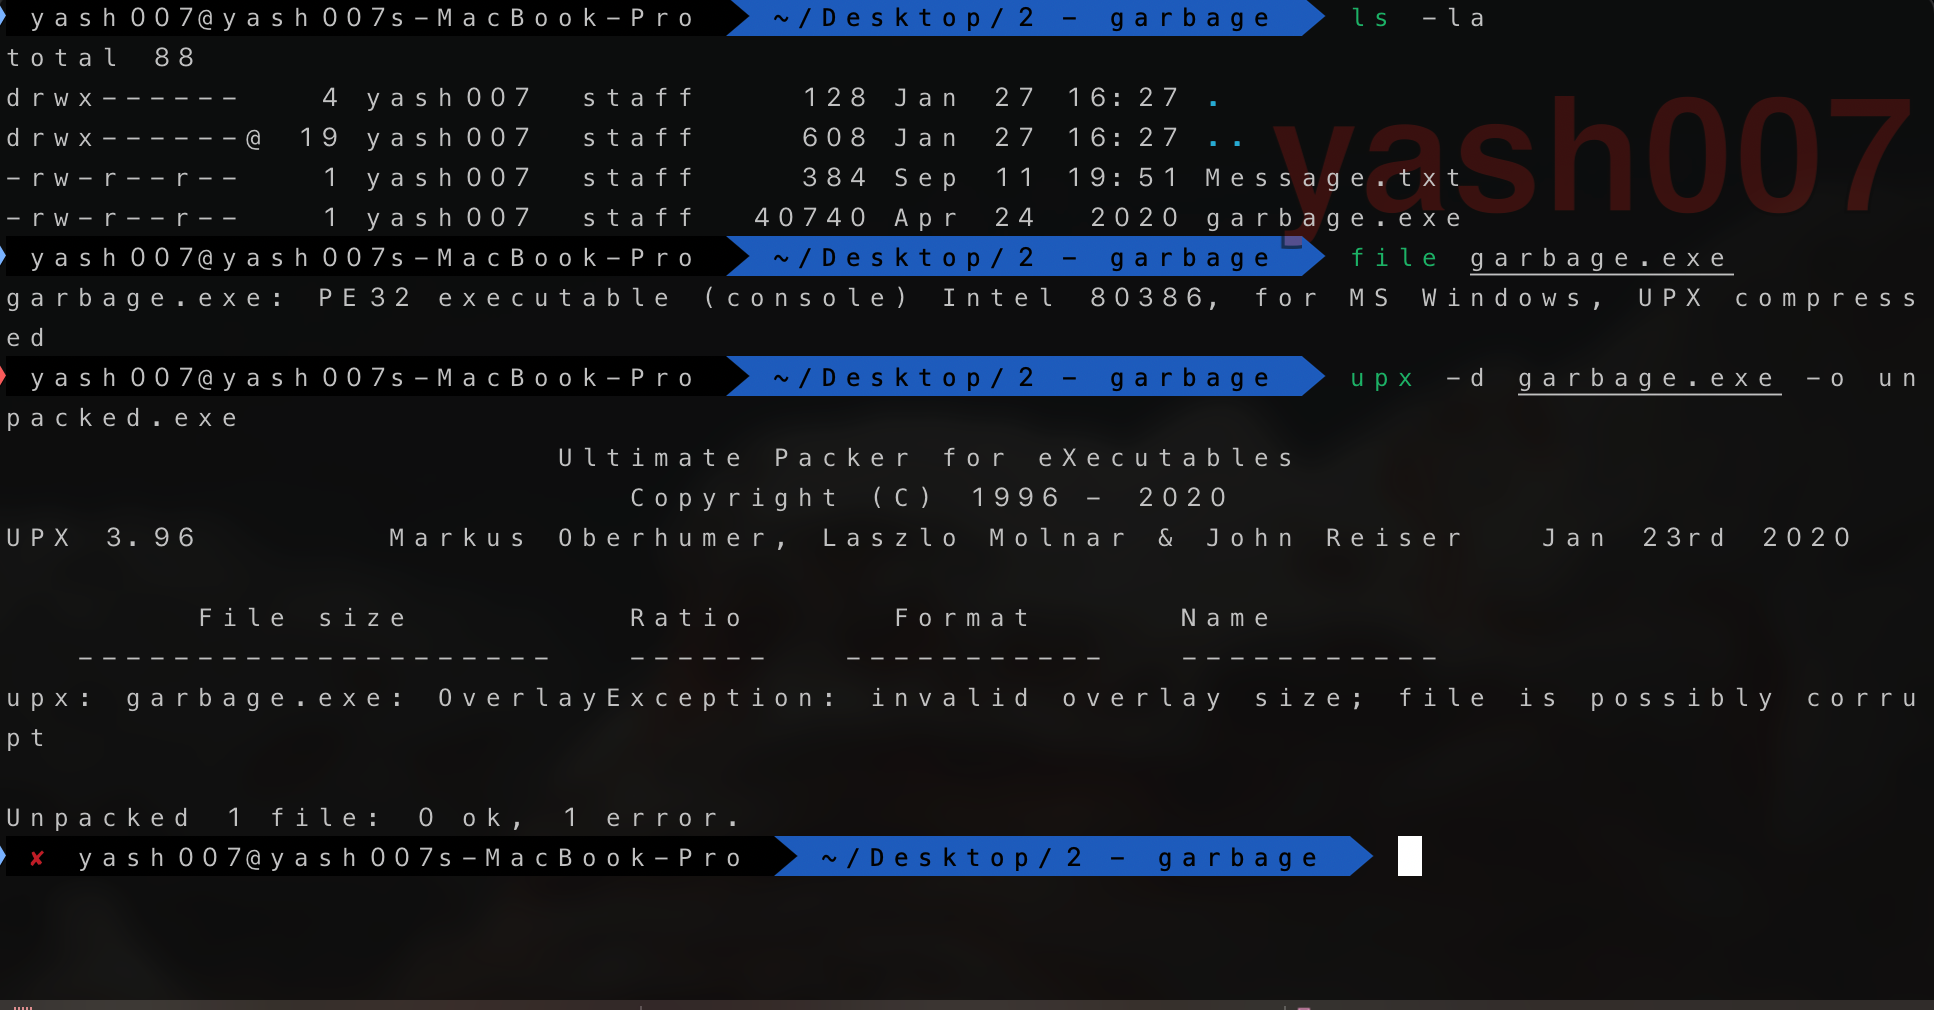 yash007@yash007s-MacBook-Pro ~/Desktop/2 - garbage ls -la
total 88
drwx------ 4 yash007 staff 128 Jan 27 16:27 .
drwx------@ 19 yash007 staff 608 Jan 27 16:27 ..
yash007
-rw-r--r-- 1 yash007 staff 384 Sep 11 19:51 Message.txt
-rw-r--r-- 1 yash007 staff 40740 Apr 24 2020 garbage.exe
yash007@yash007s-MacBook-Pro ~/Desktop/2 - garbage file garbage.exe
garbage.exe: PE32 executable (console) Intel 80386, for MS Windows, UPX compress
ed
yash007@yash007s-MacBook-Pro ~/Desktop/2 - garbage upx -d garbage.exe -o un
packed.exe
Ultimate Packer for eXecutables
Copyright (C) 1996 - 2020
UPX 3.96 Markus Oberhumer, Laszlo Molnar & John Reiser Jan 23rd 2020
File size Ratio Format Name
-------------------- ------ ----------- -----------
upx: garbage.exe: OverlayException: invalid overlay size; file is possibly corru
pt
Unpacked 1 file: 0 ok, 1 error.
✘ yash007@yash007s-MacBook-Pro ~/Desktop/2 - garbage